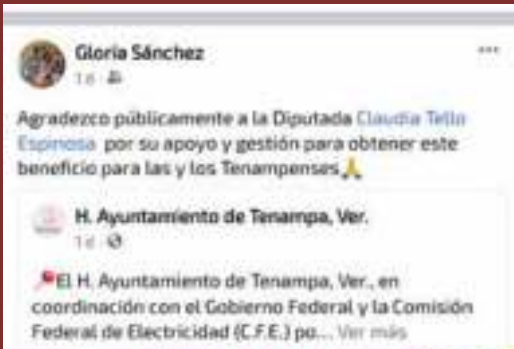 Gloria Sánchez
1 d
Agradezco públicamente a la Diputada Claudia Tello
Espinosa por su apoyo y gestión para obtener este
beneficio para las y los Tenampenses🙏
H. Ayuntamiento de Tenampa, Ver.
1 d
📍El H. Ayuntamiento de Tenampa, Ver., en
coordinación con el Gobierno Federal y la Comisión
Federal de Electricidad (C.F.E.) po... Ver más